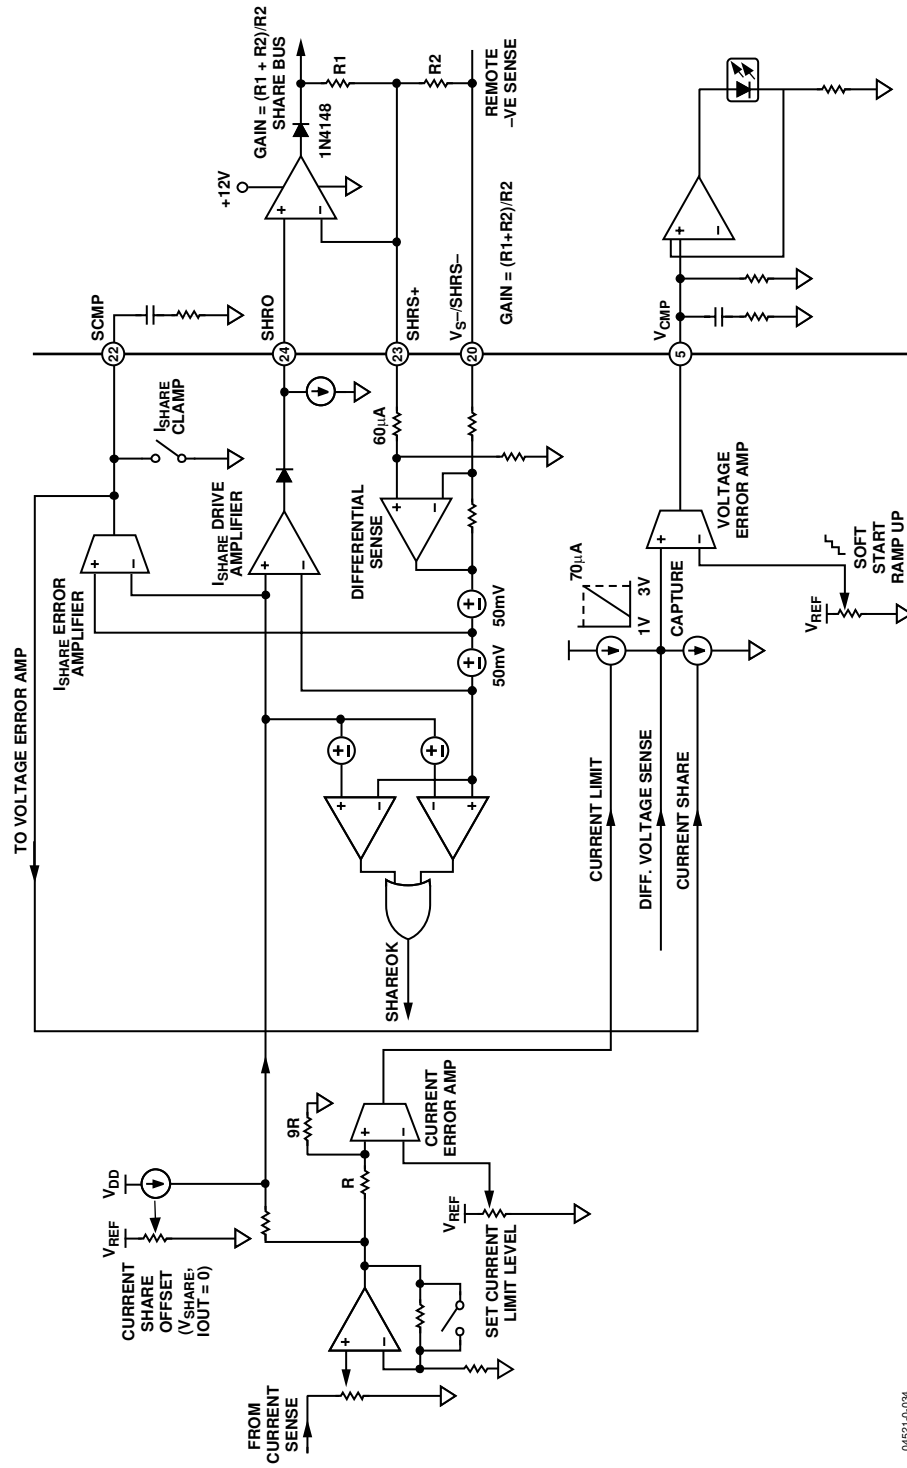 FROM
CURRENT
SENSE
CURRENT
SHARE
OFFSET
(VSHARE,
IOUT = 0)
VREF
VDD
+
–
R
9R
+
–
CURRENT
ERROR AMP
VREF
SET CURRENT
LIMIT LEVEL
TO VOLTAGE ERROR AMP
SHAREOK
+
–
–
+
+–
+–
ISHARE ERROR
AMPLIFIER
+
–
ISHARE CLAMP
ISHARE DRIVE
AMPLIFIER
+
–
50mV
+–
50mV
+–
DIFFERENTIAL
SENSE
+
–
60µA
SCMP
22
SHRO
24
SHRS+
23
VS–/SHRS–
20
VCMP
5
+12V
+
–
1N4148
GAIN = (R1 + R2)/R2
SHARE BUS
R1
R2
REMOTE
–VE SENSE
GAIN = (R1+R2)/R2
CURRENT LIMIT
DIFF. VOLTAGE SENSE
CURRENT SHARE
70µA
1V 3V
CAPTURE
+
–
VOLTAGE
ERROR AMP
VREF
SOFT
START
RAMP UP
+
–
04521-0-034